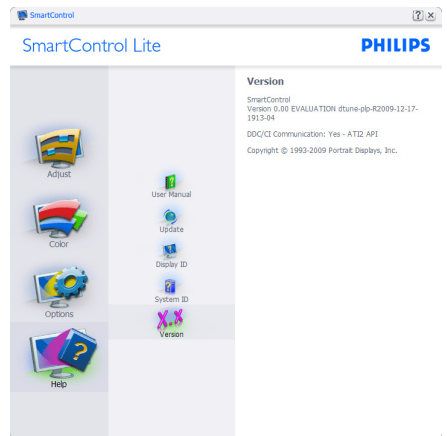 SmartControl
SmartControl Lite
PHILIPS
Adjust
Color
Options
Help
User Manual
Update
Display ID
System ID
X.X
Version
Version
SmartControl
Version 0.00 EVALUATION dtune-plp-R2009-12-17-
1913-04
DDC/CI Communication: Yes - ATI2 API
Copyright © 1993-2009 Portrait Displays, Inc.